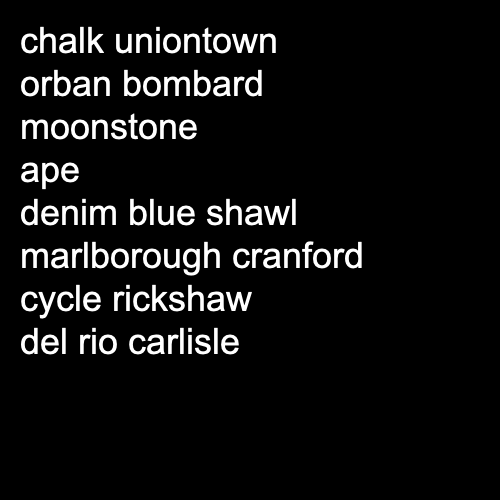 chalk uniontown
orban bombard
moonstone
ape
denim blue shawl
marlborough cranford
cycle rickshaw
del rio carlisle